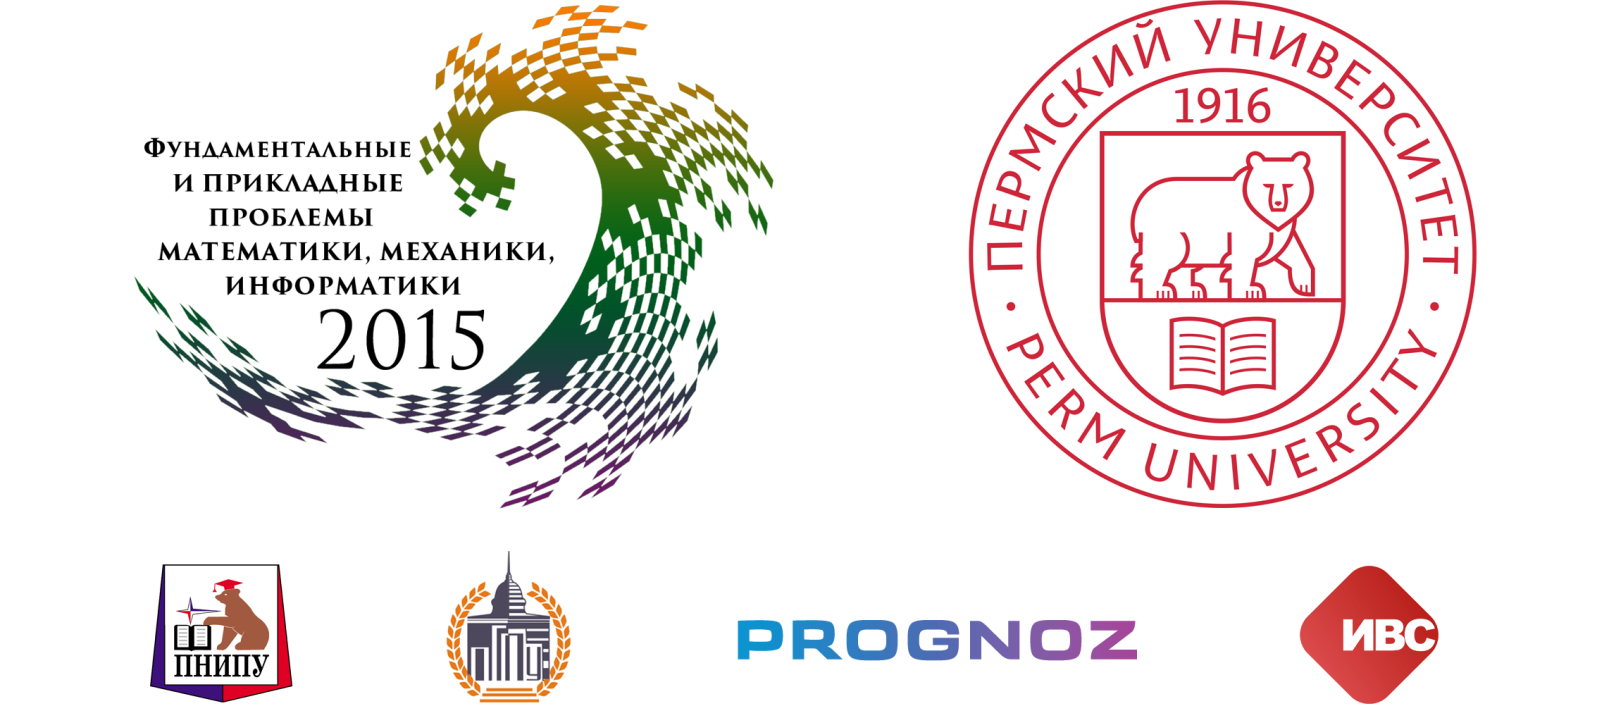 Фундаментальные
и прикладные
проблемы
математики, механики,
информатики
2015
ПЕРМСКИЙ УНИВЕРСИТЕТ
1916
• PERM UNIVERSITY •
ПНИПУ
PROGNOZ
ИВС